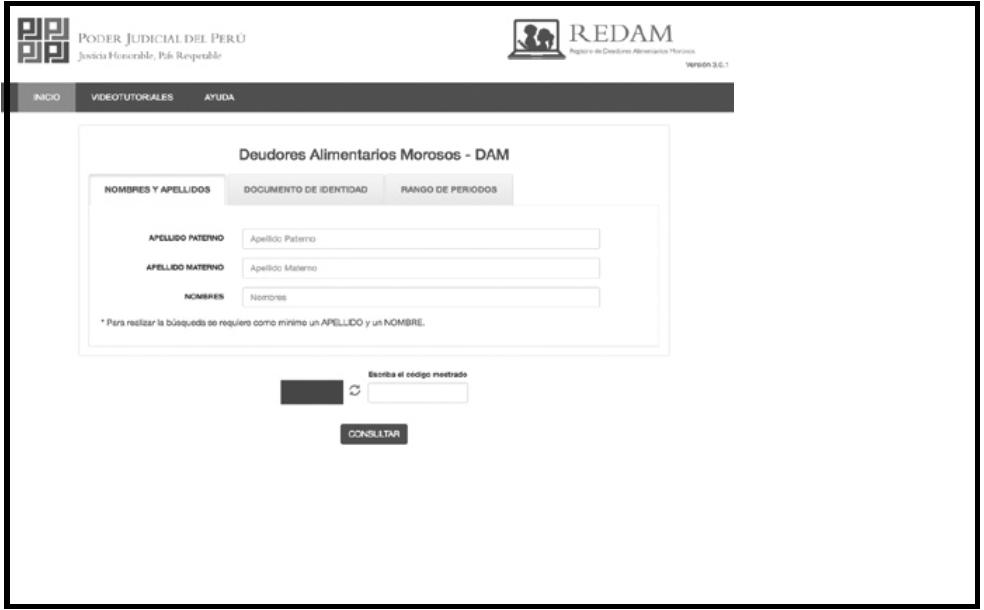 PODER JUDICIAL DEL PERÚ
Justicia Honorable, País Respetable
REDAM
Registro de Deudores Alimentarios Morosos
Versión 3.0.1
INICIO VIDEOTUTORIALES AYUDA
Deudores Alimentarios Morosos - DAM
NOMBRES Y APELLIDOS DOCUMENTO DE IDENTIDAD RANGO DE PERIODOS
APELLIDO PATERNO Apellido Paterno
APELLIDO MATERNO Apellido Materno
NOMBRES Nombres
* Para realizar la búsqueda se requiere como mínimo un APELLIDO y un NOMBRE.
Escriba el código mostrado
CONSULTAR